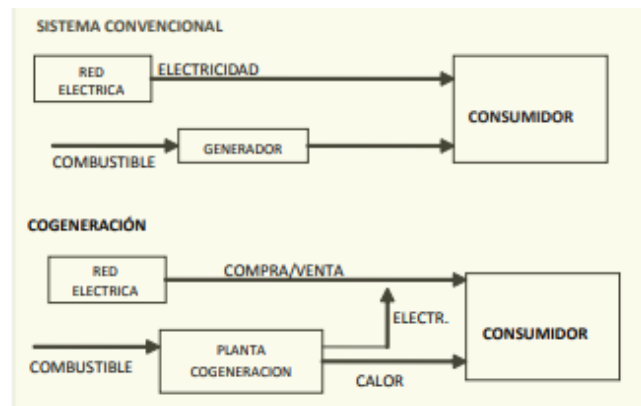 SISTEMA CONVENCIONAL
RED
ELECTRICA
ELECTRICIDAD
CONSUMIDOR
COMBUSTIBLE
GENERADOR
COGENERACIÓN
RED
ELECTRICA
COMPRA/VENTA
ELECTR.
CONSUMIDOR
COMBUSTIBLE
PLANTA
COGENERACION
CALOR